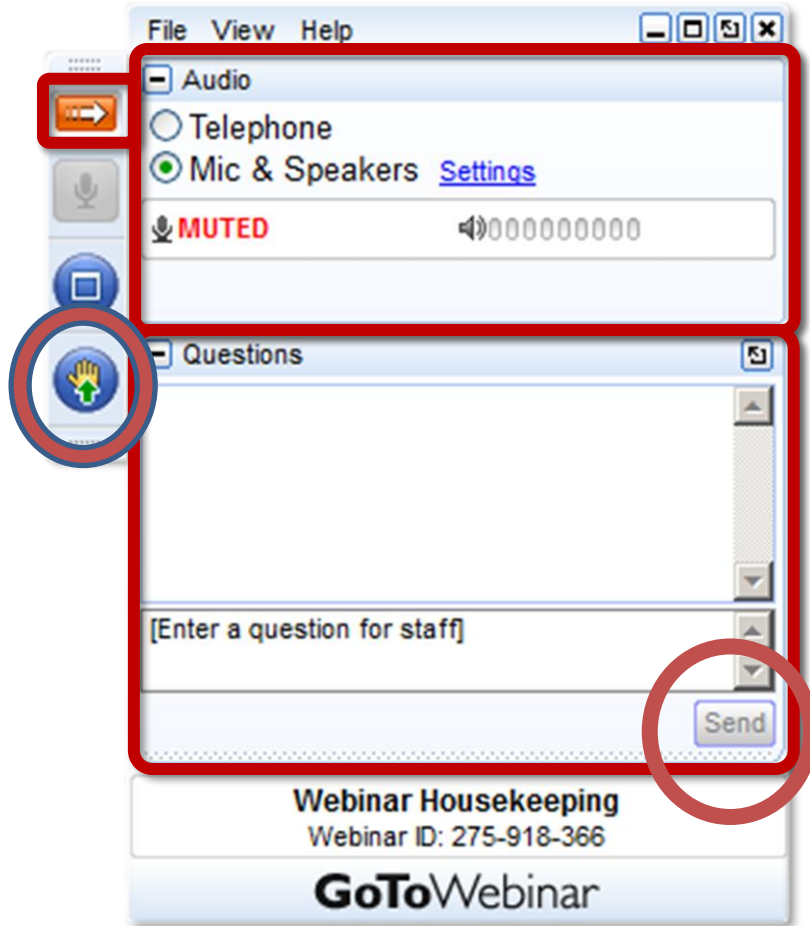 File View Help
Audio
Telephone
Mic & Speakers Settings
MUTED
Questions
[Enter a question for staff]
Send
Webinar Housekeeping
Webinar ID: 275-918-366
GoToWebinar